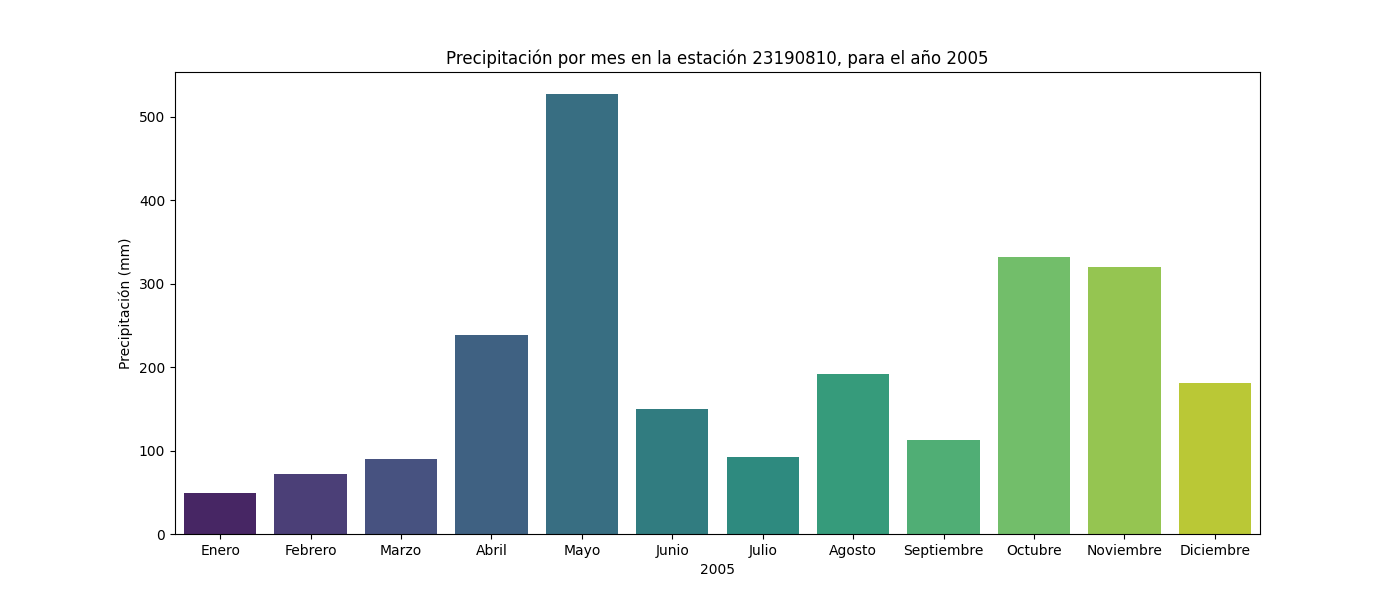 Precipitación por mes en la estación 23190810, para el año 2005
Precipitación (mm)
500
400
300
200
100
0
Enero Febrero Marzo Abril Mayo Junio Julio Agosto Septiembre Octubre Noviembre Diciembre
2005